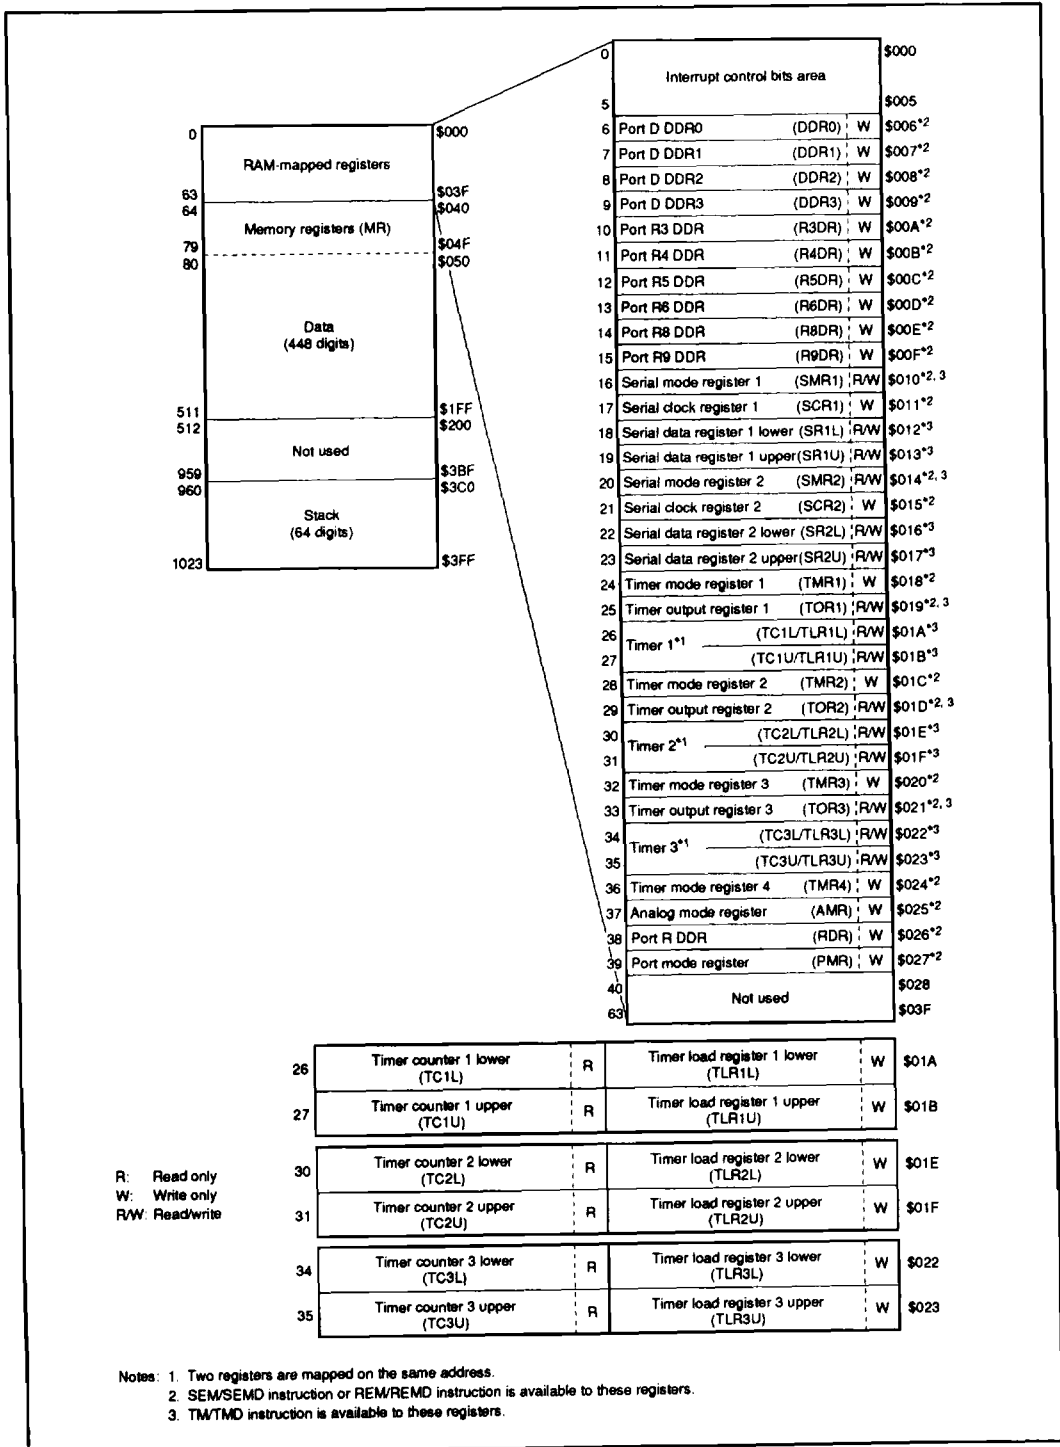 0 $000
RAM-mapped registers
63 $03F
64 $040
Memory registers (MR)
79 $04F
80 $050
Data
(448 digits)
511 $1FF
512 $200
Not used
959 $3BF
960 $3C0
Stack
(64 digits)
1023 $3FF
0 $000
Interrupt control bits area
5 $005
6 Port D DDR0 (DDR0) W $006*2
7 Port D DDR1 (DDR1) W $007*2
8 Port D DDR2 (DDR2) W $008*2
9 Port D DDR3 (DDR3) W $009*2
10 Port R3 DDR (R3DR) W $00A*2
11 Port R4 DDR (R4DR) W $00B*2
12 Port R5 DDR (R5DR) W $00C*2
13 Port R6 DDR (R6DR) W $00D*2
14 Port R8 DDR (R8DR) W $00E*2
15 Port R9 DDR (R9DR) W $00F*2
16 Serial mode register 1 (SMR1) R/W $010*2, 3
17 Serial clock register 1 (SCR1) W $011*2
18 Serial data register 1 lower (SR1L) R/W $012*3
19 Serial data register 1 upper(SR1U) R/W $013*3
20 Serial mode register 2 (SMR2) R/W $014*2, 3
21 Serial clock register 2 (SCR2) W $015*2
22 Serial data register 2 lower (SR2L) R/W $016*3
23 Serial data register 2 upper(SR2U) R/W $017*3
24 Timer mode register 1 (TMR1) W $018*2
25 Timer output register 1 (TOR1) R/W $019*2, 3
26 (TC1L/TLR1L) R/W $01A*3
Timer 1*1
27 (TC1U/TLR1U) R/W $01B*3
28 Timer mode register 2 (TMR2) W $01C*2
29 Timer output register 2 (TOR2) R/W $01D*2, 3
30 (TC2L/TLR2L) R/W $01E*3
Timer 2*1
31 (TC2U/TLR2U) R/W $01F*3
32 Timer mode register 3 (TMR3) W $020*2
33 Timer output register 3 (TOR3) R/W $021*2, 3
34 (TC3L/TLR3L) R/W $022*3
Timer 3*1
35 (TC3U/TLR3U) R/W $023*3
36 Timer mode register 4 (TMR4) W $024*2
37 Analog mode register (AMR) W $025*2
38 Port R DDR (RDR) W $026*2
39 Port mode register (PMR) W $027*2
40 $028
Not used
63 $03F
26 Timer counter 1 lower (TC1L) R Timer load register 1 lower (TLR1L) W $01A
27 Timer counter 1 upper (TC1U) R Timer load register 1 upper (TLR1U) W $01B
30 Timer counter 2 lower (TC2L) R Timer load register 2 lower (TLR2L) W $01E
31 Timer counter 2 upper (TC2U) R Timer load register 2 upper (TLR2U) W $01F
34 Timer counter 3 lower (TC3L) R Timer load register 3 lower (TLR3L) W $022
35 Timer counter 3 upper (TC3U) R Timer load register 3 upper (TLR3U) W $023
R: Read only
W: Write only
R/W: Read/write
Notes: 1. Two registers are mapped on the same address.
2. SEM/SEMD instruction or REM/REMD instruction is available to these registers.
3. TM/TMD instruction is available to these registers.